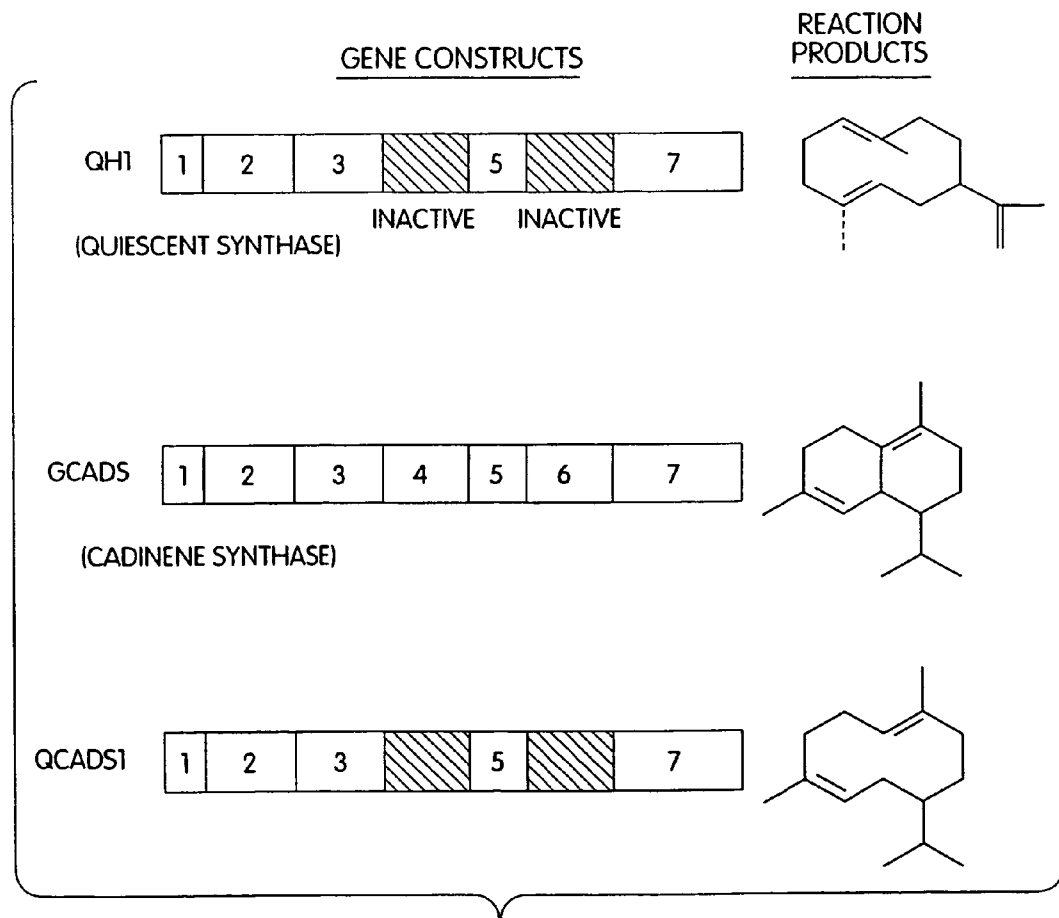 GENE CONSTRUCTS
REACTION
PRODUCTS
QH1 1 2 3 5 7
INACTIVE INACTIVE
(QUIESCENT SYNTHASE)
GCADS 1 2 3 4 5 6 7
(CADINENE SYNTHASE)
QCADS1 1 2 3 5 7